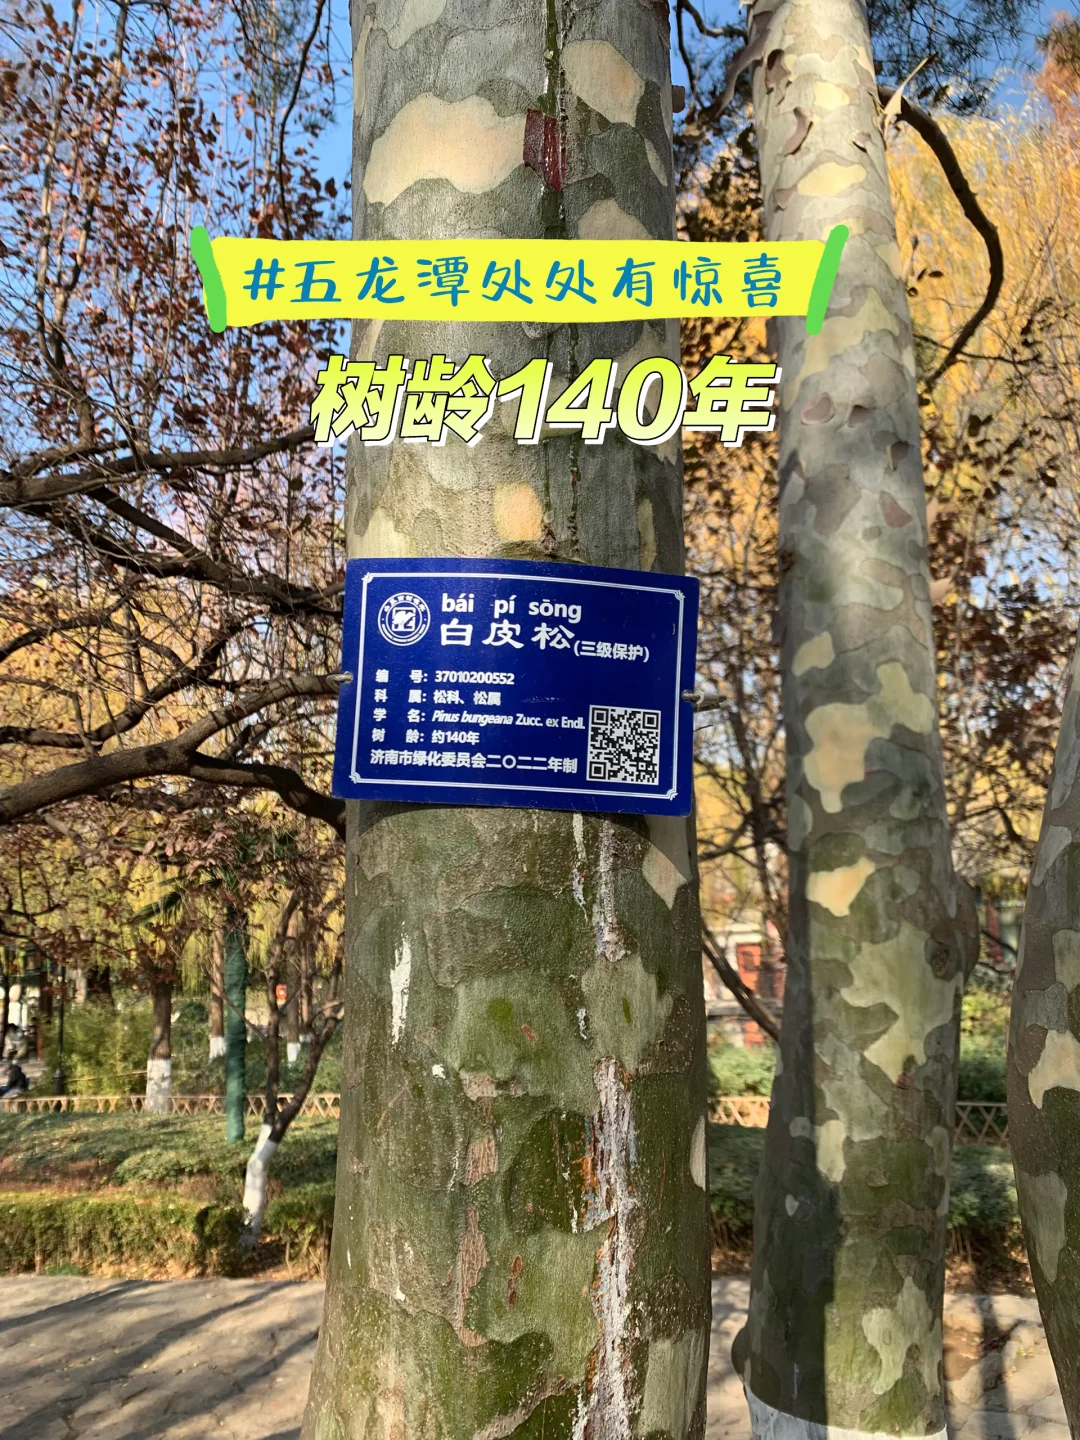 #五龙潭处处有惊喜
树龄140年
bái pí sōng
白皮松(三级保护)
编 号：37010200552
科 属：松科、松属
学 名：Pinus bungeana Zucc. ex Endl.
树 龄：约140年
济南市绿化委员会二〇二二年制